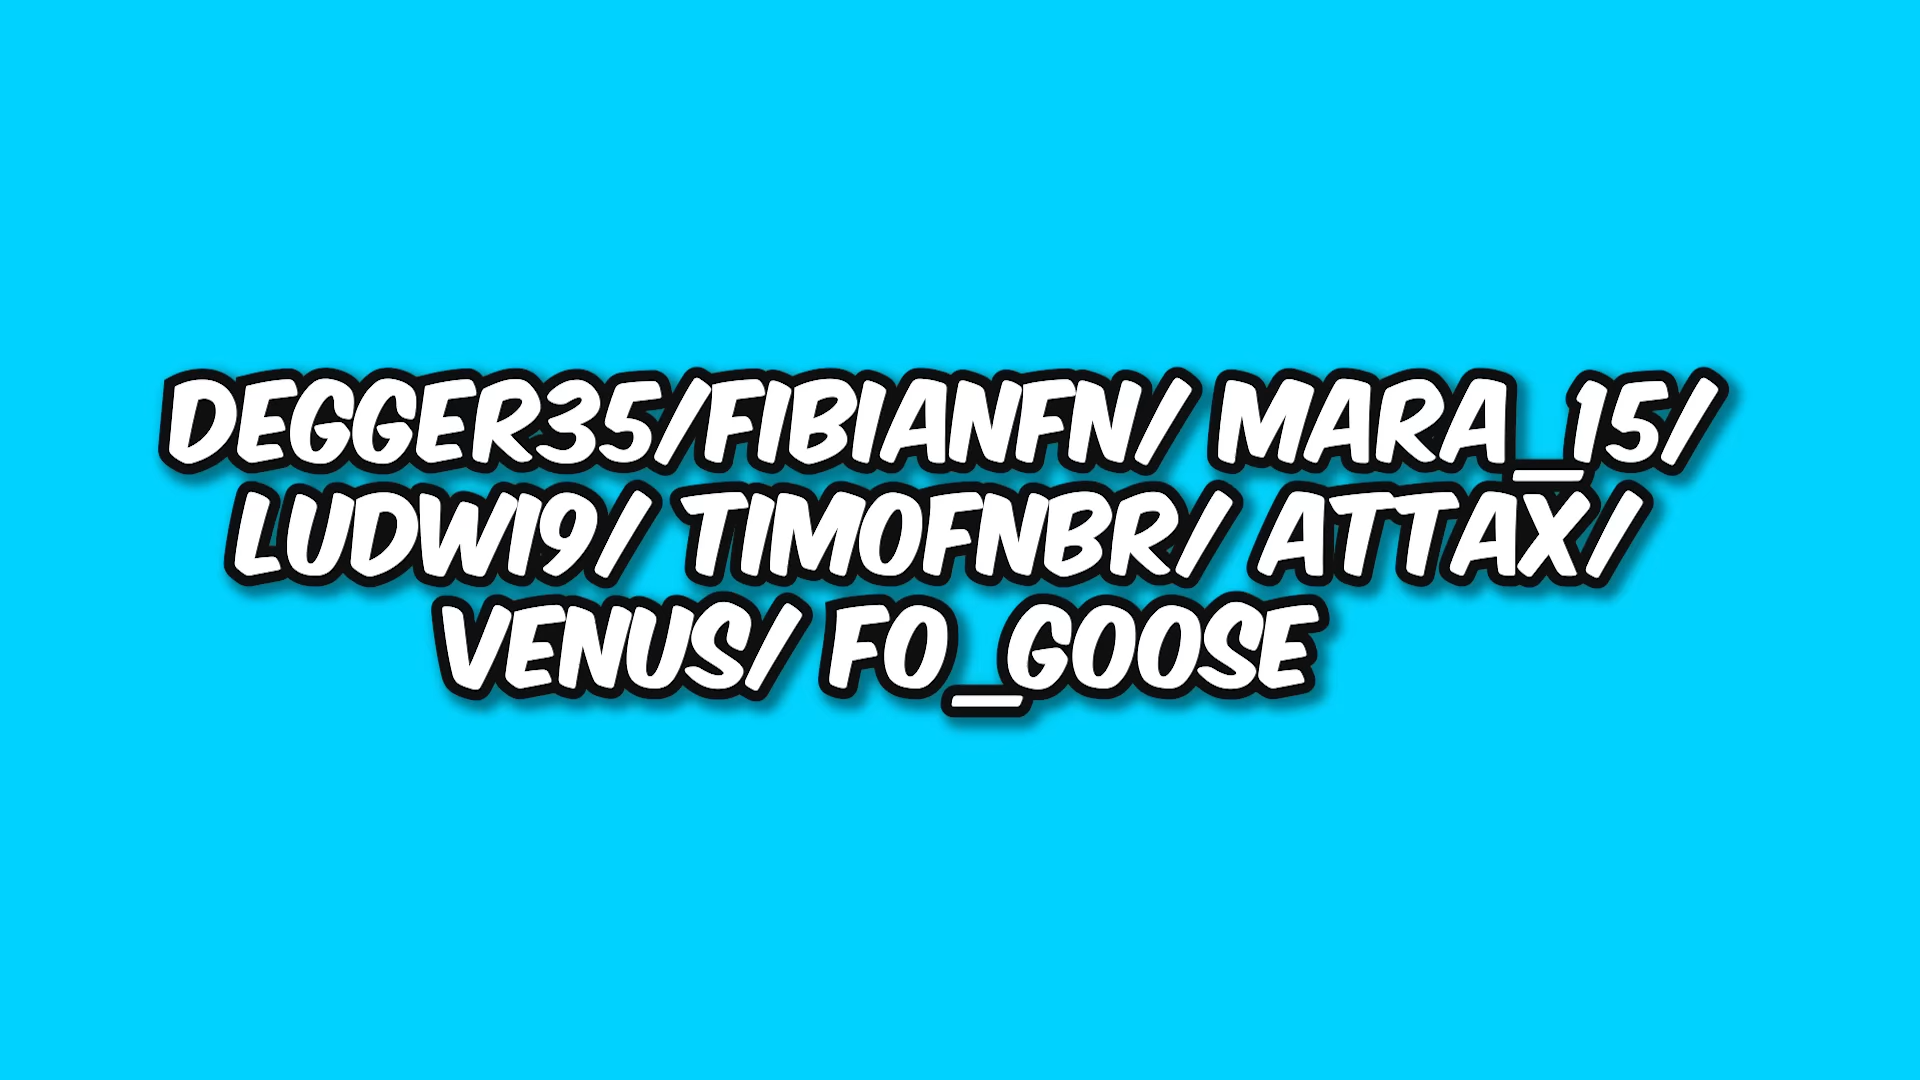 DEGGER35/FIBIANFN/ MARA_15/
LUDWI9/ TIMOFNBR/ ATTAX/
VENUS/ FO_GOOSE